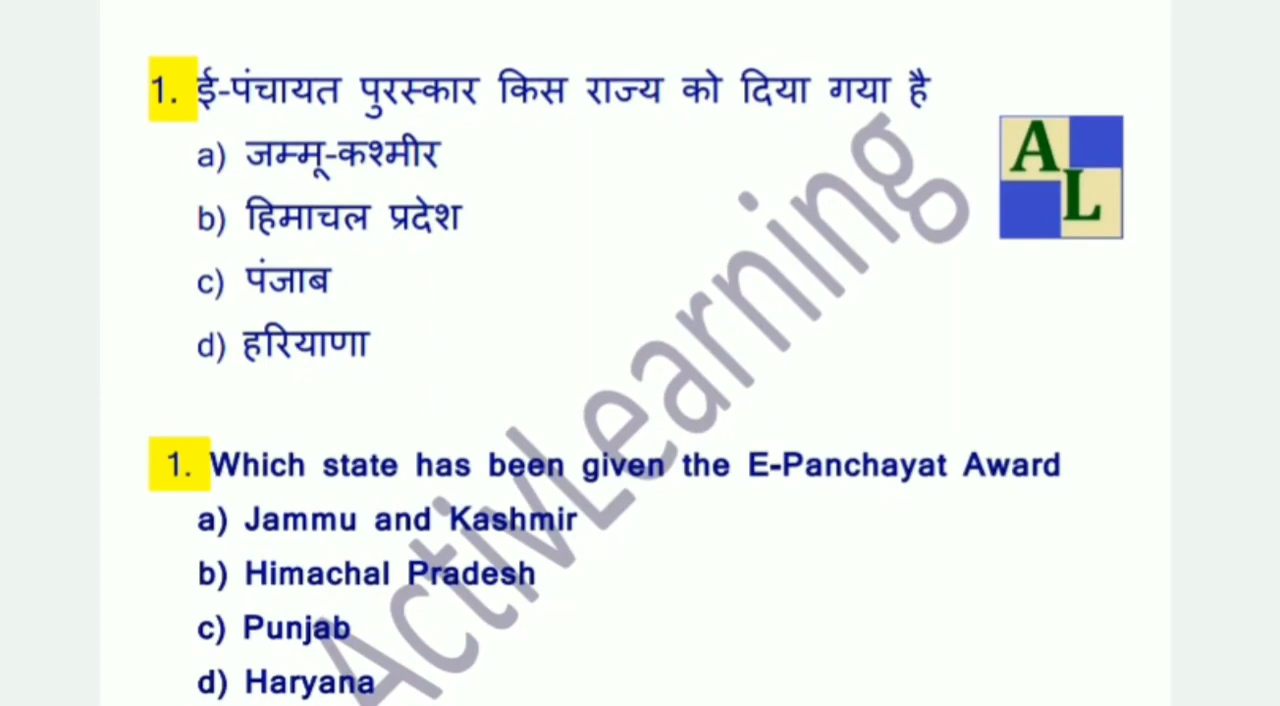 1. ई-पंचायत पुरस्कार किस राज्य को दिया गया है
a) जम्मू-कश्मीर
b) हिमाचल प्रदेश
c) पंजाब
d) हरियाणा
AL
1. Which state has been given the E-Panchayat Award
a) Jammu and Kashmir
b) Himachal Pradesh
c) Punjab
d) Haryana
ActivLearning